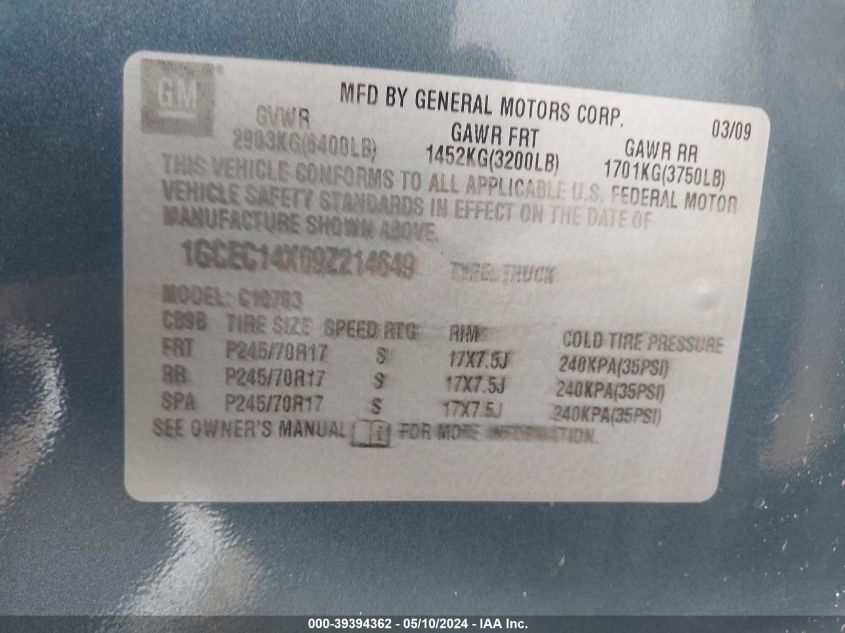 GM
MFD BY GENERAL MOTORS CORP. 03/09
GVWR GAWR FRT GAWR RR
2903KG(6400LB) 1452KG(3200LB) 1701KG(3750LB)
THIS VEHICLE CONFORMS TO ALL APPLICABLE U.S. FEDERAL MOTOR
VEHICLE SAFETY STANDARDS IN EFFECT ON THE DATE OF
MANUFACTURE SHOWN ABOVE.
1GCEC14X69Z214649 TYPE: TRUCK
MODEL: C10703
TIRE SIZE SPEED RTG RIM COLD TIRE PRESSURE
FRT P245/70R17 S 17X7.5J 240KPA(35PSI)
RR P245/70R17 S 17X7.5J 240KPA(35PSI)
SPA P245/70R17 S 17X7.5J 240KPA(35PSI)
SEE OWNER'S MANUAL FOR MORE INFORMATION.
000-39394362 - 05/10/2024 - IAA Inc.